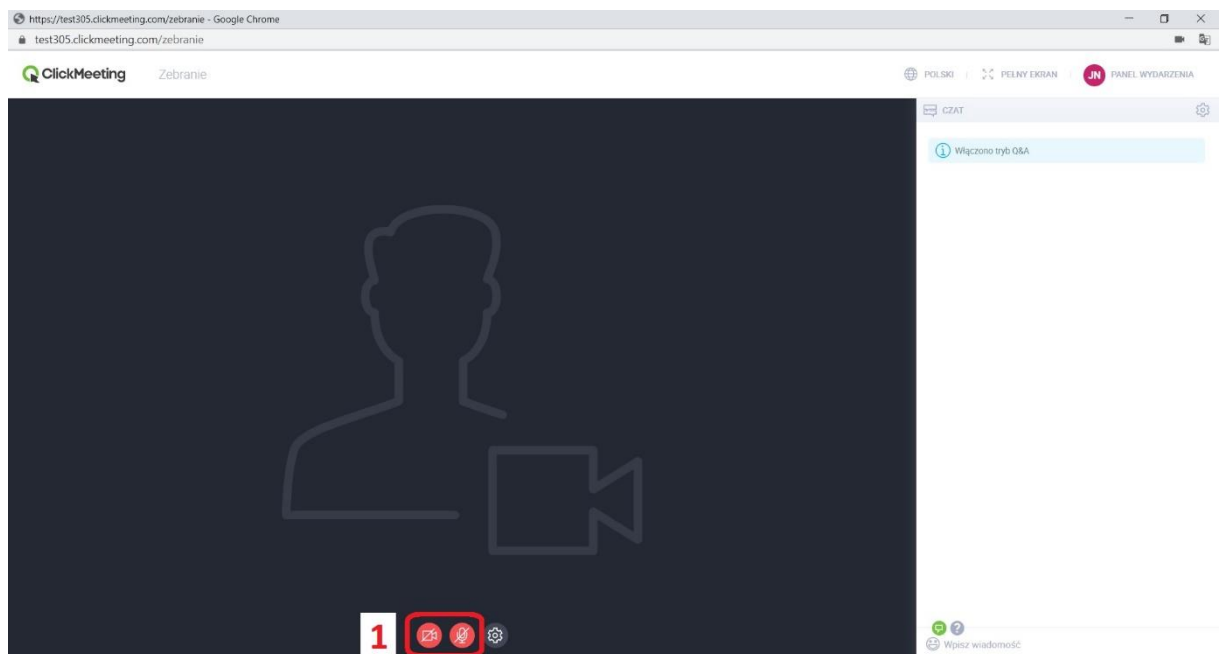 https://test305.clickmeeting.com/zebranie - Google Chrome
test305.clickmeeting.com/zebranie
ClickMeeting Zebranie POLSKI PEŁNY EKRAN JN PANEL WYDARZENIA
CZAT
Włączono tryb Q&A
1
Wpisz wiadomość